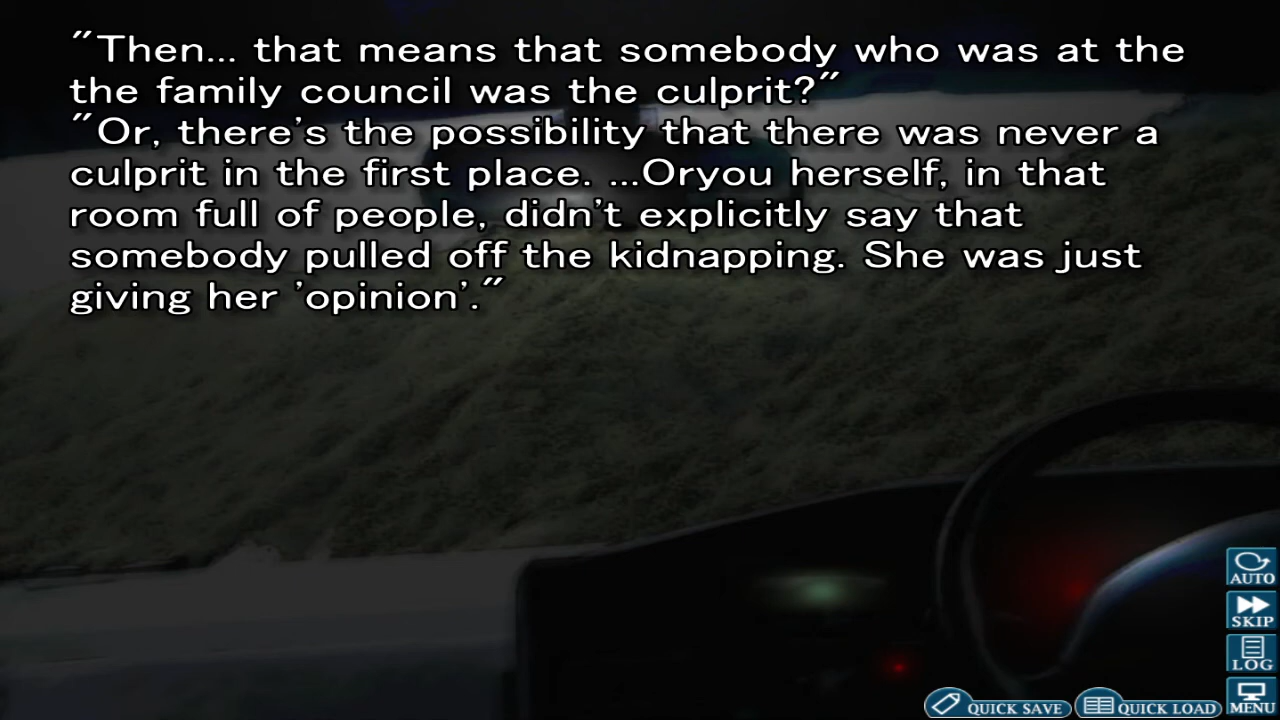 "Then... that means that somebody who was at the
the family council was the culprit?"
"Or, there's the possibility that there was never a
culprit in the first place. ...Oryou herself, in that
room full of people, didn't explicitly say that
somebody pulled off the kidnapping. She was just
giving her 'opinion'."
AUTO
SKIP
LOG
QUICK SAVE
QUICK LOAD
MENU